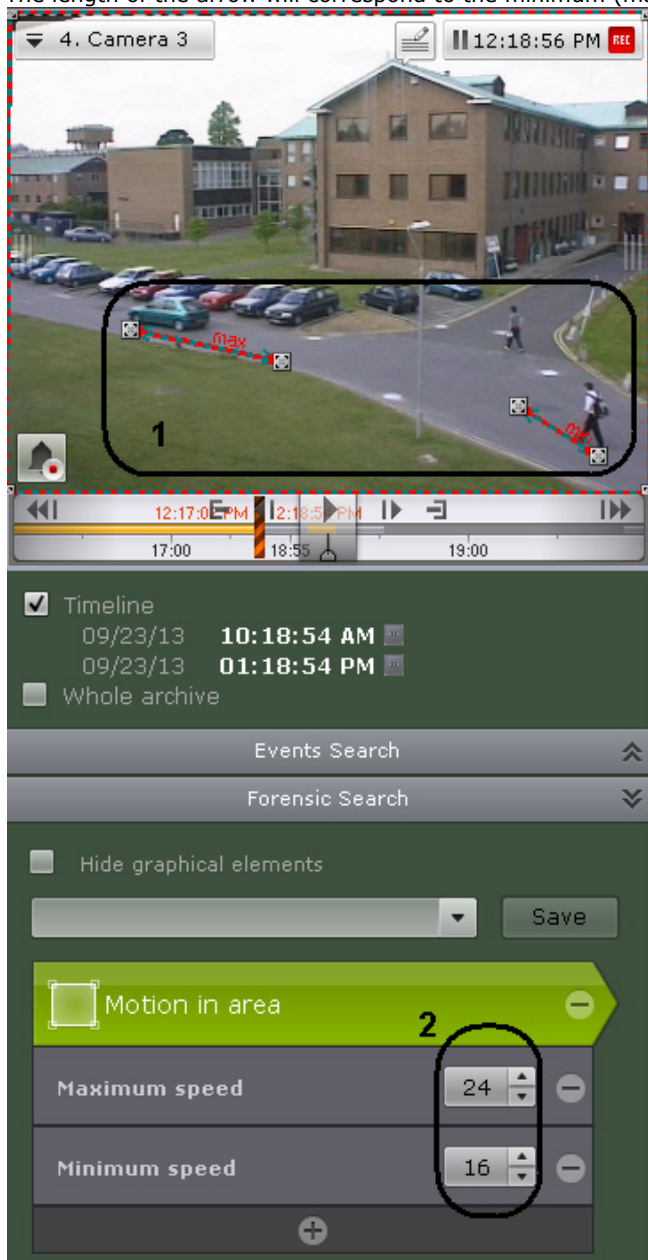 The length of the arrow will correspond to the minimum
4. Camera 3
12:18:56 PM REC
max
min
1
12:17:02 PM 12:18:54 PM
17:00 18:55 19:00
Timeline
09/23/13 10:18:54 AM
09/23/13 01:18:54 PM
Whole archive
Events Search
Forensic Search
Hide graphical elements
Save
Motion in area
2
Maximum speed 24
Minimum speed 16